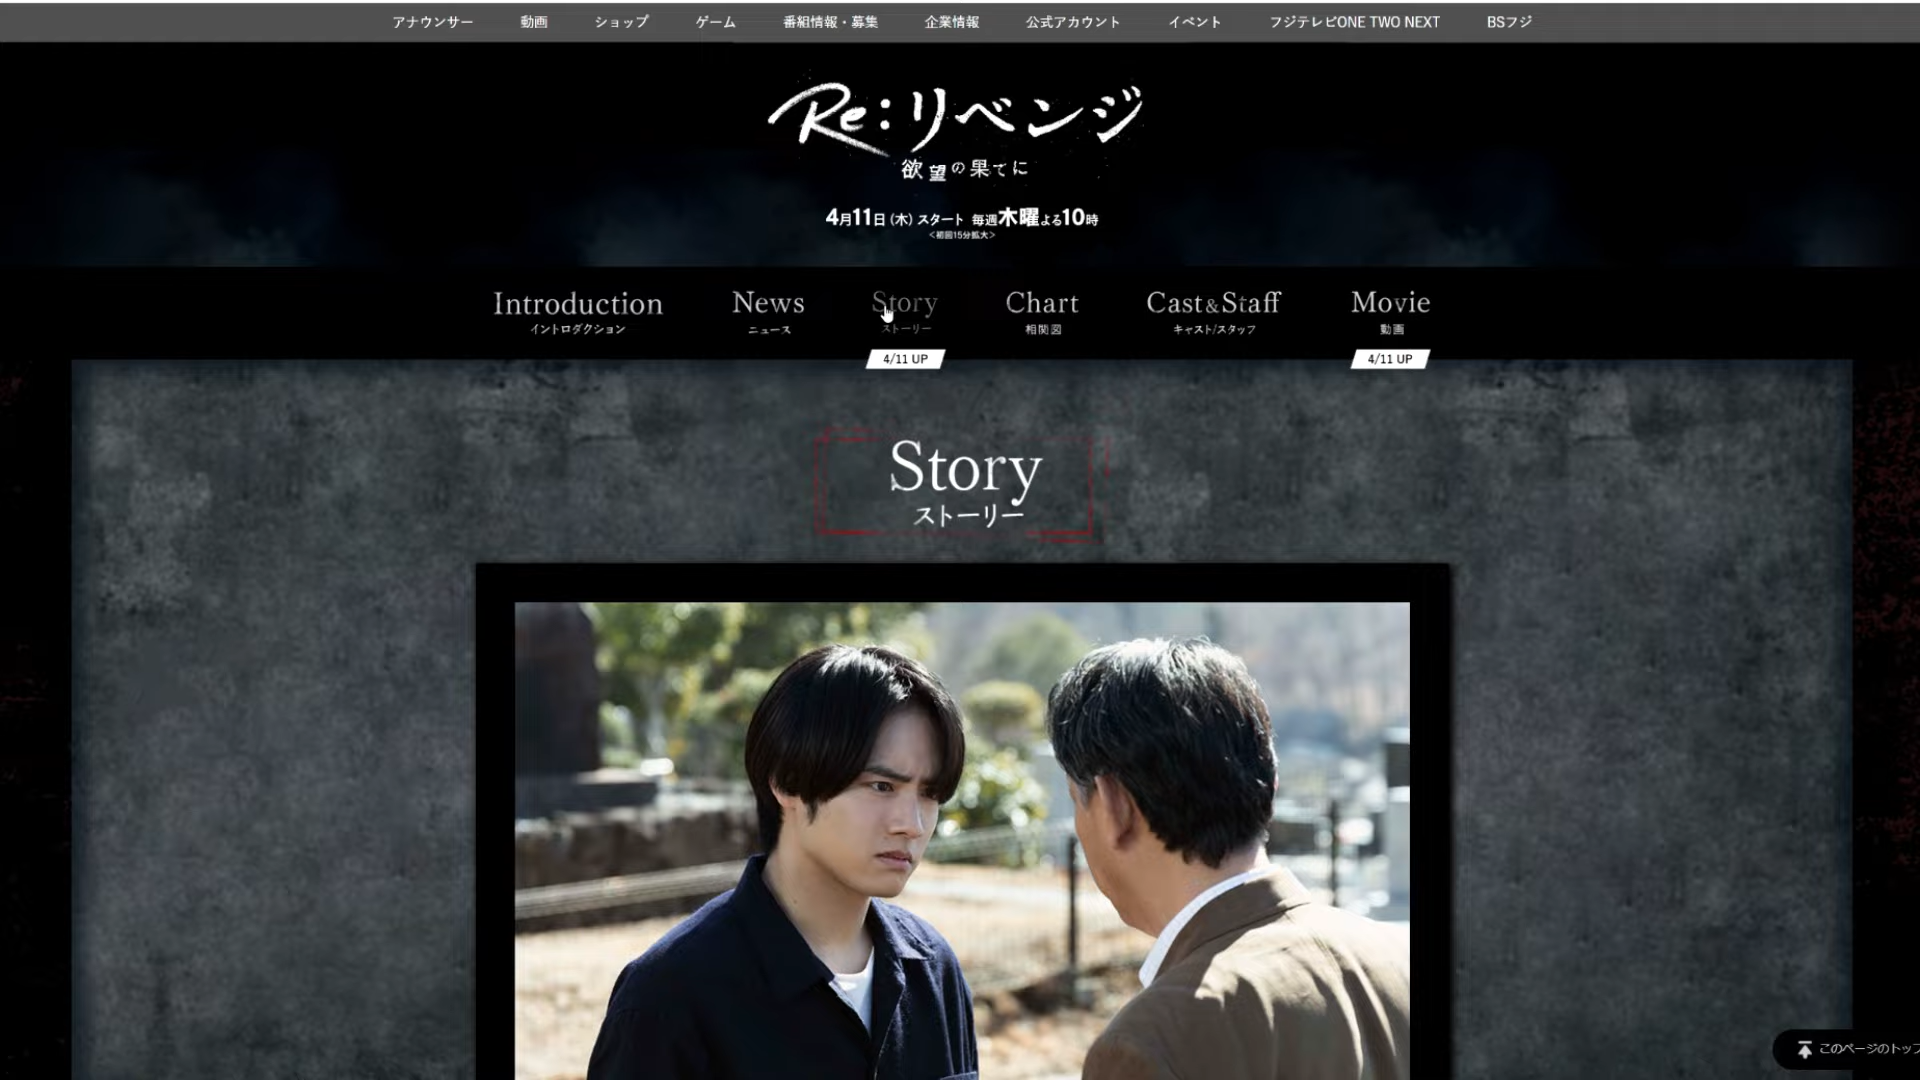 アナウンサー 動画 ショップ ゲーム 番組情報・募集 企業情報 公式アカウント イベント フジテレビONE TWO NEXT BSフジ
Re:リベンジ
欲望の果てに
4月11日(木)スタート 毎週木曜よる10時
<初回15分拡大>
Introduction News Story Chart Cast&Staff Movie
イントロダクション ニュース ストーリー 相関図 キャスト/スタッフ 動画
4/11 UP 4/11 UP
Story
ストーリー
このページのトップ